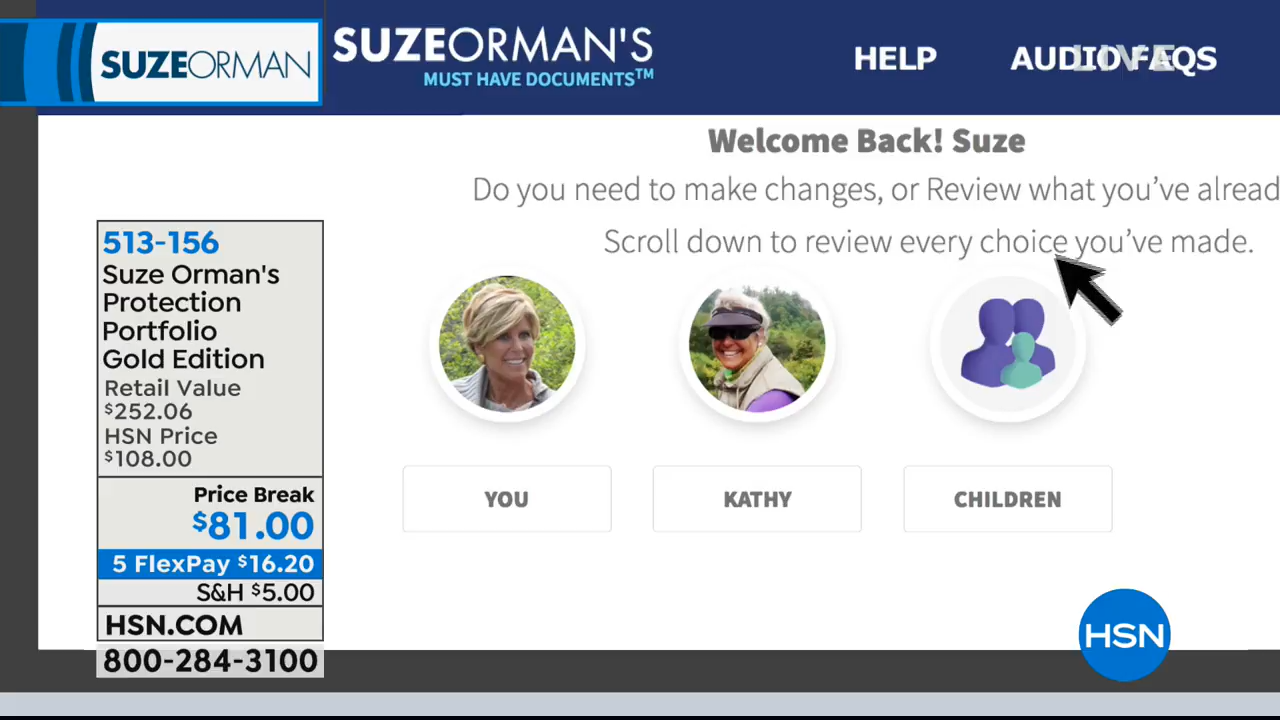 SUZEORMAN
SUZEORMAN'S
MUST HAVE DOCUMENTS™
HELP
AUDIO FAQS
LIVE
Welcome Back! Suze
Do you need to make changes, or Review what you've alread
Scroll down to review every choice you've made.
YOU
KATHY
CHILDREN
513-156
Suze Orman's
Protection
Portfolio
Gold Edition
Retail Value
$252.06
HSN Price
$108.00
Price Break
$81.00
5 FlexPay $16.20
S&H $5.00
HSN.COM
800-284-3100
HSN